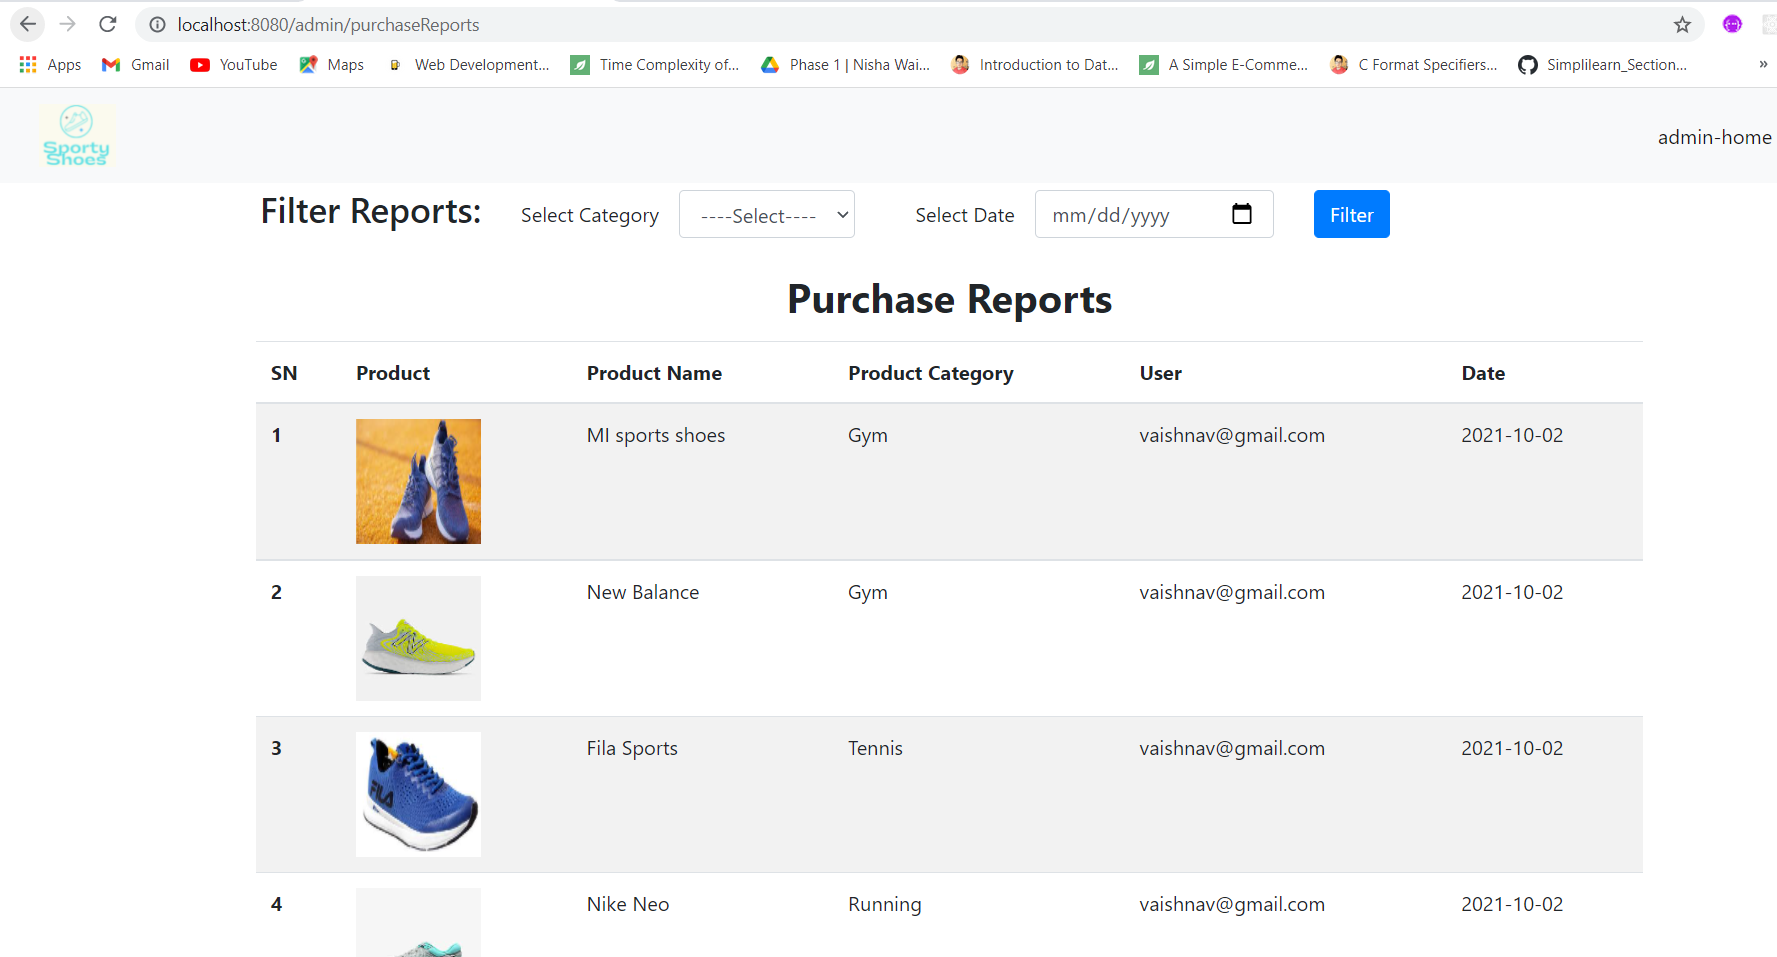 localhost:8080/admin/purchaseReports
Apps Gmail YouTube Maps Web Development... Time Complexity of... Phase 1 | Nisha Wai... Introduction to Dat... A Simple E-Comme... C Format Specifiers... Simplilearn_Section... »
Sporty
Shoes
admin-home
Filter Reports: Select Category ----Select---- Select Date mm/dd/yyyy Filter
Purchase Reports
SN Product Product Name Product Category User Date
1 MI sports shoes Gym vaishnav@gmail.com 2021-10-02
2 New Balance Gym vaishnav@gmail.com 2021-10-02
3 Fila Sports Tennis vaishnav@gmail.com 2021-10-02
FILA
4 Nike Neo Running vaishnav@gmail.com 2021-10-02